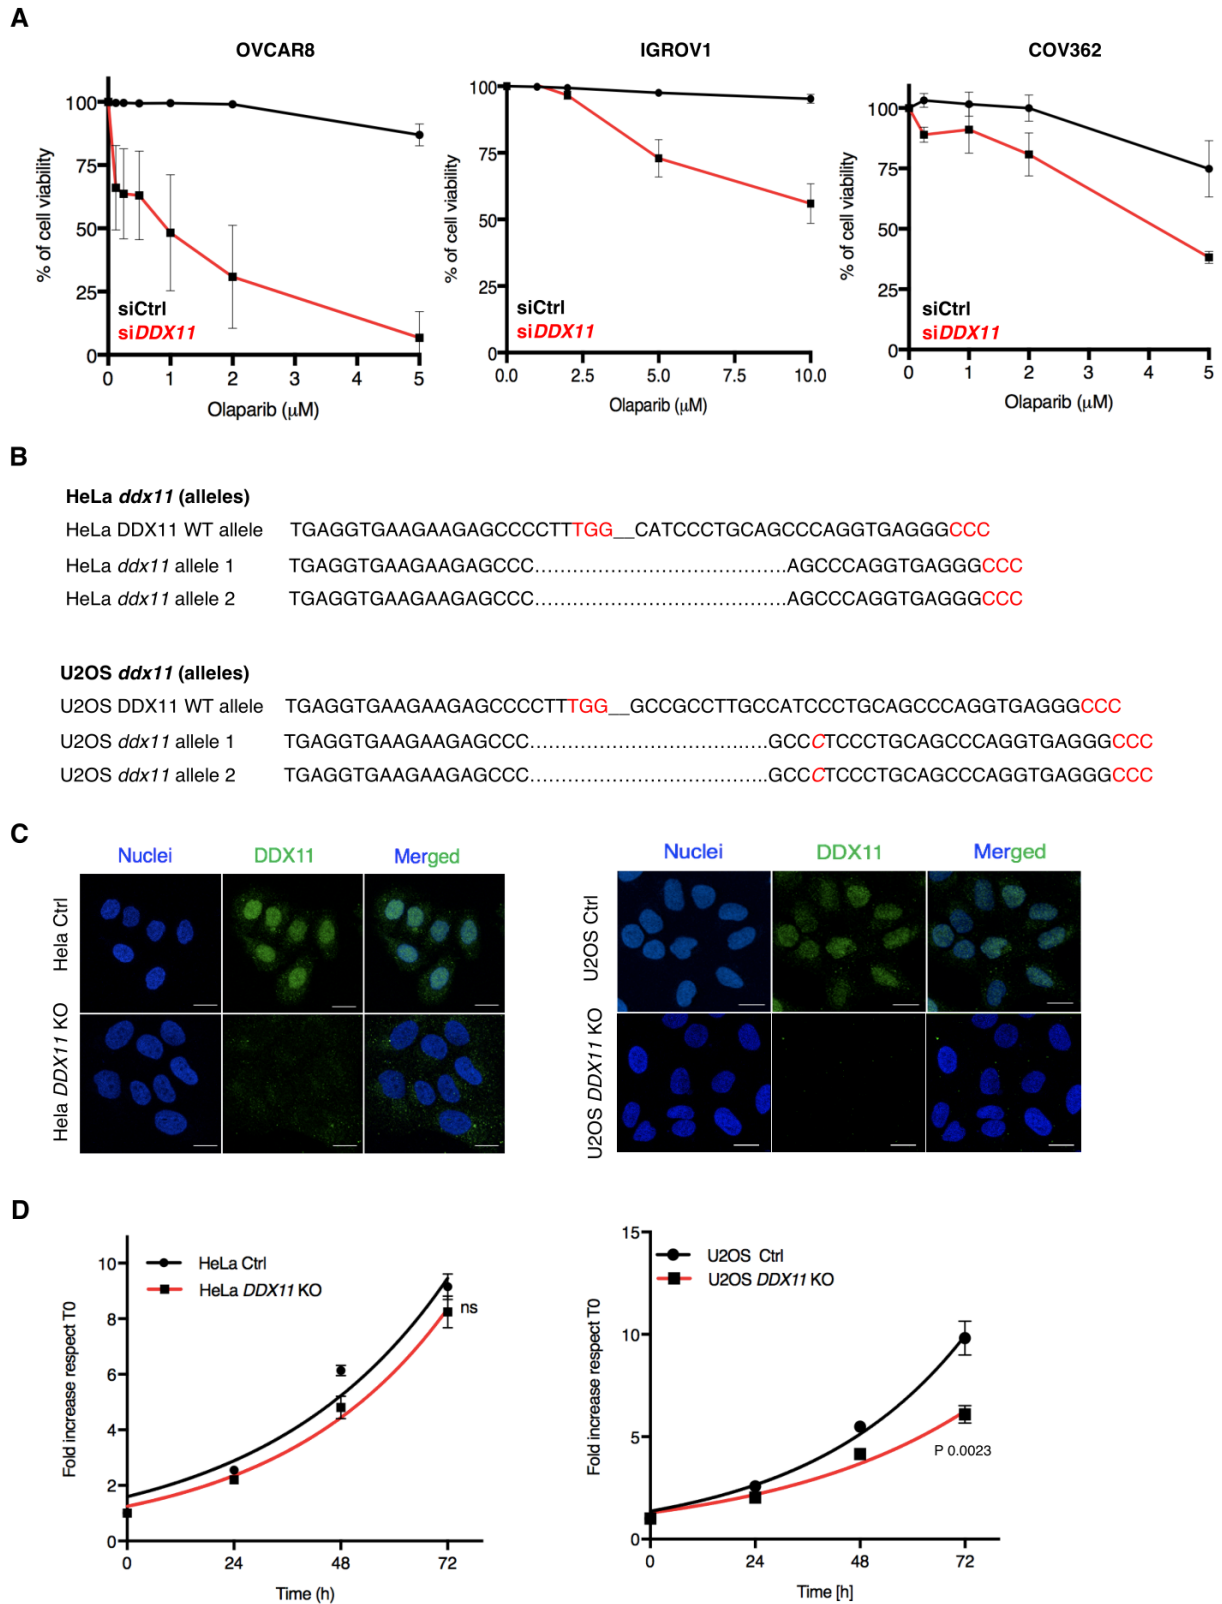 A
OVCAR8
IGROV1
COV362
% of cell viability
100
75
50
25
0
siCtrl
siDDX11
0 1 2 3 4 5
Olaparib (μM)
% of cell viability
100
75
50
25
0
siCtrl
siDDX11
0.0 2.5 5.0 7.5 10.0
Olaparib (μM)
% of cell viability
100
75
50
25
0
siCtrl
siDDX11
0 1 2 3 4 5
Olaparib (μM)
B
HeLa ddx11 (alleles)
HeLa DDX11 WT allele TGAGGTGAAGAAGAGCCCCTTTGG__CATCCCTGCAGCCCAGGTGAGGGCCC
HeLa ddx11 allele 1 TGAGGTGAAGAAGAGCCC.......................................AGCCCAGGTGAGGGCCC
HeLa ddx11 allele 2 TGAGGTGAAGAAGAGCCC.......................................AGCCCAGGTGAGGGCCC
U2OS ddx11 (alleles)
U2OS DDX11 WT allele TGAGGTGAAGAAGAGCCCCTTTGG__GCCGCCTTGCCATCCCTGCAGCCCAGGTGAGGGCCC
U2OS ddx11 allele 1 TGAGGTGAAGAAGAGCCC.....................................GCCCTCCCTGCAGCCCAGGTGAGGGCCC
U2OS ddx11 allele 2 TGAGGTGAAGAAGAGCCC.....................................GCCCTCCCTGCAGCCCAGGTGAGGGCCC
C
Nuclei DDX11 Merged
Hela Ctrl
Hela DDX11 KO
Nuclei DDX11 Merged
U2OS Ctrl
U2OS DDX11 KO
D
Fold increase respect T0
10
8
6
4
2
0
HeLa Ctrl
HeLa DDX11 KO
ns
0 24 48 72
Time (h)
Fold increase respect T0
15
10
5
0
U2OS Ctrl
U2OS DDX11 KO
P 0.0023
0 24 48 72
Time [h]